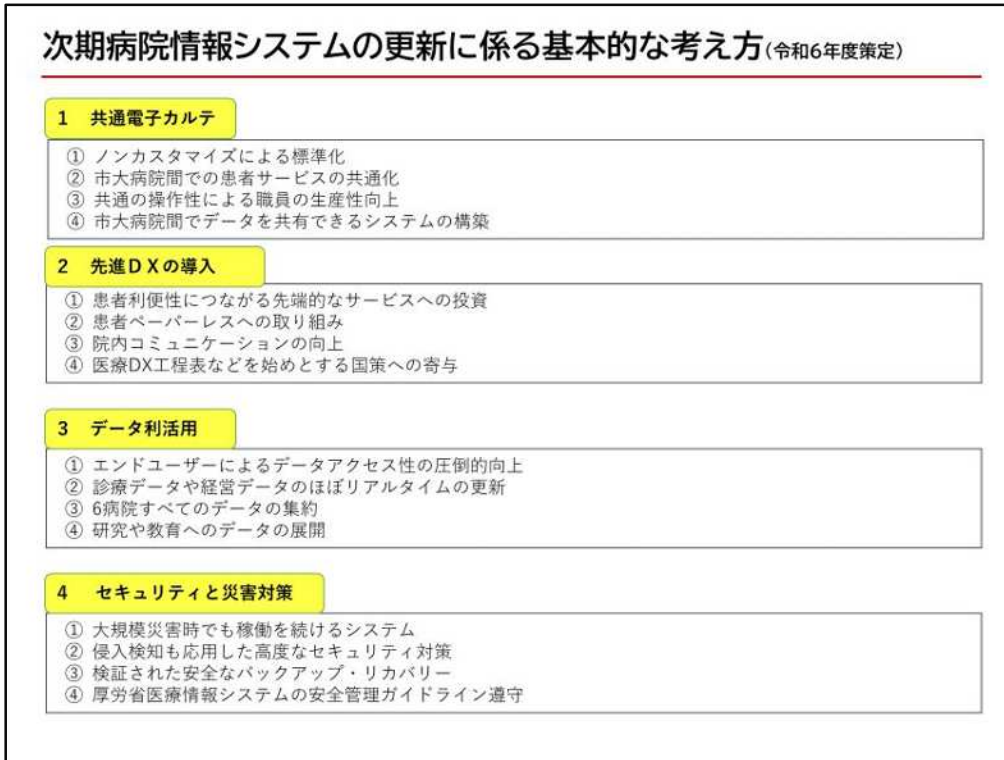 次期病院情報システムの更新に係る基本的な考え方(令和6年度策定)
1 共通電子カルテ
① ノンカスタマイズによる標準化
② 市大病院間での患者サービスの共通化
③ 共通の操作性による職員の生産性向上
④ 市大病院間でデータを共有できるシステムの構築
2 先進DXの導入
① 患者利便性につながる先端的なサービスへの投資
② 患者ペーパーレスへの取り組み
③ 院内コミュニケーションの向上
④ 医療DX工程表などを始めとする国策への寄与
3 データ利活用
① エンドユーザーによるデータアクセス性の圧倒的向上
② 診療データや経営データのほぼリアルタイムの更新
③ 6病院すべてのデータの集約
④ 研究や教育へのデータの展開
4 セキュリティと災害対策
① 大規模災害時でも稼働を続けるシステム
② 侵入検知も応用した高度なセキュリティ対策
③ 検証された安全なバックアップ・リカバリー
④ 厚労省医療情報システムの安全管理ガイドライン遵守